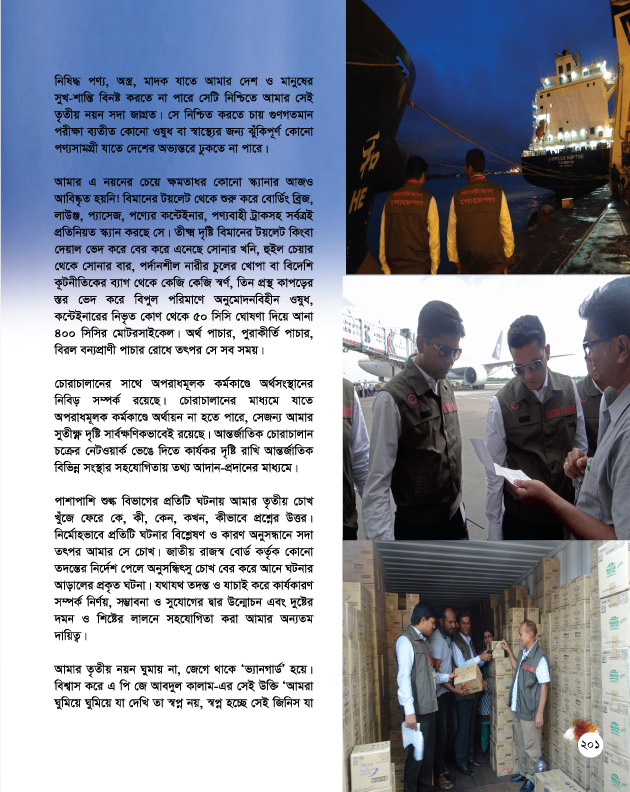 নিষিদ্ধ পণ্য, অস্ত্র, মাদক যাতে আমার দেশ ও মানুষের
সুখ-শান্তি বিনষ্ট করতে না পারে সেটি নিশ্চিতে আমার সেই
তৃতীয় নয়ন সদা জাগ্রত। সে নিশ্চিত করতে চায় গুণগতমান
পরীক্ষা ব্যতীত কোনো ওষুধ বা স্বাস্থ্যের জন্য ঝুঁকিপূর্ণ কোনো
পণ্যসামগ্রী যাতে দেশের অভ্যন্তরে ঢুকতে না পারে।
আমার এ নয়নের চেয়ে ক্ষমতাধর কোনো স্ক্যানার আজও
আবিষ্কৃত হয়নি! বিমানের টয়লেট থেকে শুরু করে বোর্ডিং ব্রিজ,
লাউঞ্জ, প্যাসেজ, পণ্যের কন্টেইনার, পণ্যবাহী ট্রাকসহ সর্বত্রই
প্রতিনিয়ত স্ক্যান করছে সে। তীক্ষ্ম দৃষ্টি বিমানের টয়লেট কিংবা
দেয়াল ভেদ করে বের করে এনেছে সোনার খনি, হুইল চেয়ার
থেকে সোনার বার, পর্দানশীল নারীর চুলের খোপা বা বিদেশি
কূটনীতিকের ব্যাগ থেকে কেজি কেজি স্বর্ণ, তিন প্রস্থ কাপড়ের
স্তর ভেদ করে বিপুল পরিমাণে অনুমোদনবিহীন ওষুধ,
কন্টেইনারের নিভৃত কোণ থেকে ৫০ সিসি ঘোষণা দিয়ে আনা
৪০০ সিসির মোটরসাইকেল। অর্থ পাচার, পুরাকীর্তি পাচার,
বিরল বন্যপ্রাণী পাচার রোধে তৎপর সে সব সময়।
চোরাচালানের সাথে অপরাধমূলক কর্মকাণ্ডে অর্থসংস্থানের
নিবিড় সম্পর্ক রয়েছে। চোরাচালানের মাধ্যমে যাতে
অপরাধমূলক কর্মকাণ্ডে অর্থায়ন না হতে পারে, সেজন্য আমার
সুতীক্ষ্ণ দৃষ্টি সার্বক্ষণিকভাবেই রয়েছে। আন্তর্জাতিক চোরাচালান
চক্রের নেটওয়ার্ক ভেঙে দিতে কার্যকর দৃষ্টি রাখি আন্তর্জাতিক
বিভিন্ন সংস্থার সহযোগিতায় তথ্য আদান-প্রদানের মাধ্যমে।
পাশাপাশি শুল্ক বিভাগের প্রতিটি ঘটনায় আমার তৃতীয় চোখ
খুঁজে ফেরে কে, কী, কেন, কখন, কীভাবে প্রশ্নের উত্তর।
নির্মোহভাবে প্রতিটি ঘটনার বিশ্লেষণ ও কারণ অনুসন্ধানে সদা
তৎপর আমার সে চোখ। জাতীয় রাজস্ব বোর্ড কর্তৃক কোনো
তদন্তের নির্দেশ পেলে অনুসন্ধিৎসু চোখ বের করে আনে ঘটনার
আড়ালের প্রকৃত ঘটনা। যথাযথ তদন্ত ও যাচাই করে কার্যকারণ
সম্পর্ক নির্ণয়, সম্ভাবনা ও সুযোগের দ্বার উন্মোচন এবং দুষ্টের
দমন ও শিষ্টের লালনে সহযোগিতা করা আমার অন্যতম
দায়িত্ব।
আমার তৃতীয় নয়ন ঘুমায় না, জেগে থাকে ‘ভ্যানগার্ড’ হয়ে।
বিশ্বাস করে এ পি জে আবদুল কালাম-এর সেই উক্তি ‘আমরা
ঘুমিয়ে ঘুমিয়ে যা দেখি তা স্বপ্ন নয়, স্বপ্ন হচ্ছে সেই জিনিস যা
HE
২০১